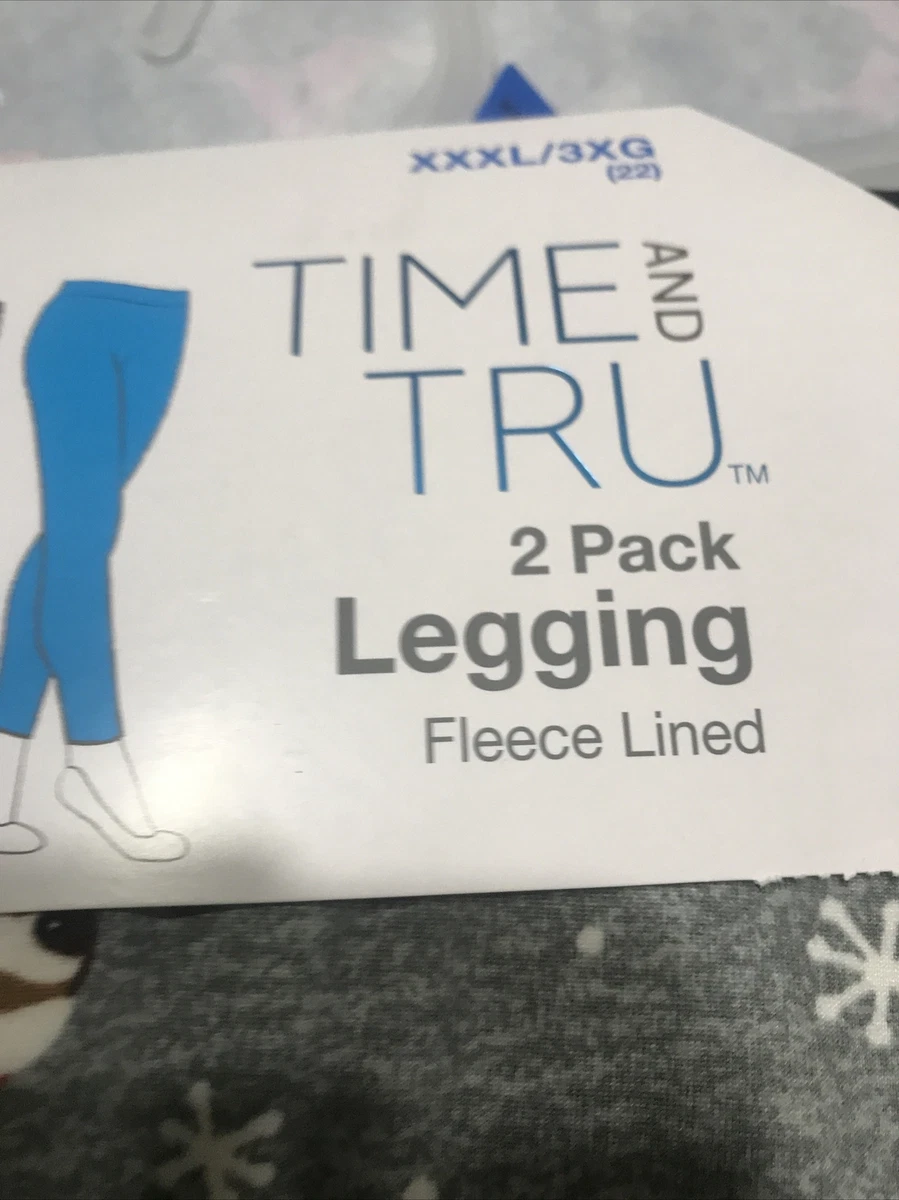 XXXL/3XG
(22)
TIME AND
TRU™
2 Pack
Legging
Fleece Lined